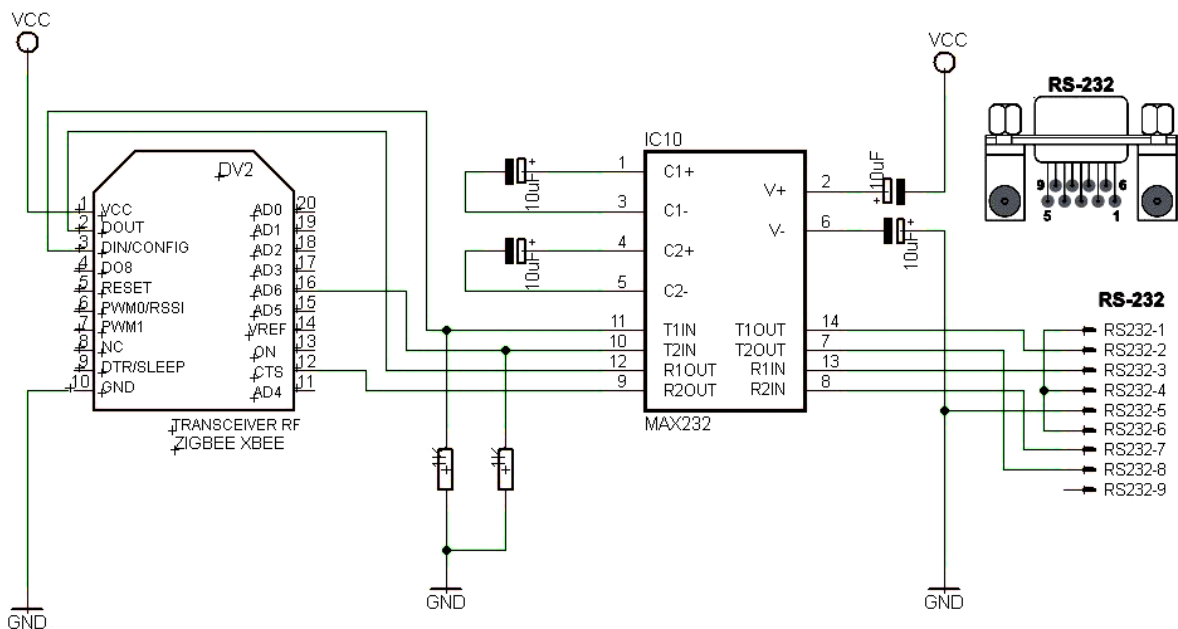 VCC
VCC
RS-232
9 6
5 1
DV2
1 VCC
2 DOUT
3 DIN/CONFIG
4 DO8
5 RESET
6 PWM0/RSSI
7 PWM1
8 NC
9 DTR/SLEEP
10 GND
AD0 20
AD1 19
AD2 18
AD3 17
AD6 16
AD5 15
VREF 14
ON 13
CTS 12
AD4 11
TRANSCEIVER RF
ZIGBEE XBEE
GND
+
10uF
+
10uF
1K
1K
GND
IC10
1 C1+
3 C1-
4 C2+
5 C2-
11 T1IN
10 T2IN
12 R1OUT
9 R2OUT
V+ 2
V- 6
T1OUT 14
T2OUT 7
R1IN 13
R2IN 8
MAX232
10uF
+
+
10uF
GND
RS-232
RS232-1
RS232-2
RS232-3
RS232-4
RS232-5
RS232-6
RS232-7
RS232-8
RS232-9